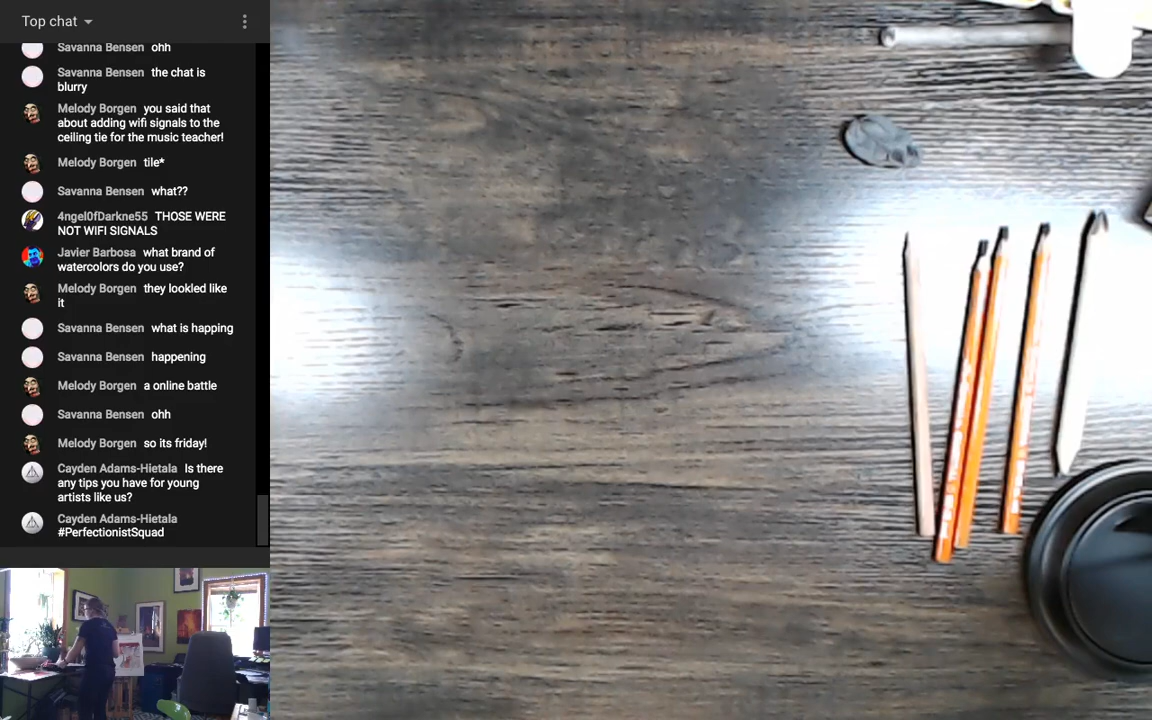 Top chat
Savanna Bensen ohh
Savanna Bensen the chat is
blurry
Melody Borgen you said that
about adding wifi signals to the
ceiling tie for the music teacher!
Melody Borgen tile*
Savanna Bensen what??
4ngel0fDarkne55 THOSE WERE
NOT WIFI SIGNALS
Javier Barbosa what brand of
watercolors do you use?
Melody Borgen they lookled like
it
Savanna Bensen what is happing
Savanna Bensen happening
Melody Borgen a online battle
Savanna Bensen ohh
Melody Borgen so its friday!
Cayden Adams-Hietala Is there
any tips you have for young
artists like us?
Cayden Adams-Hietala
#PerfectionistSquad